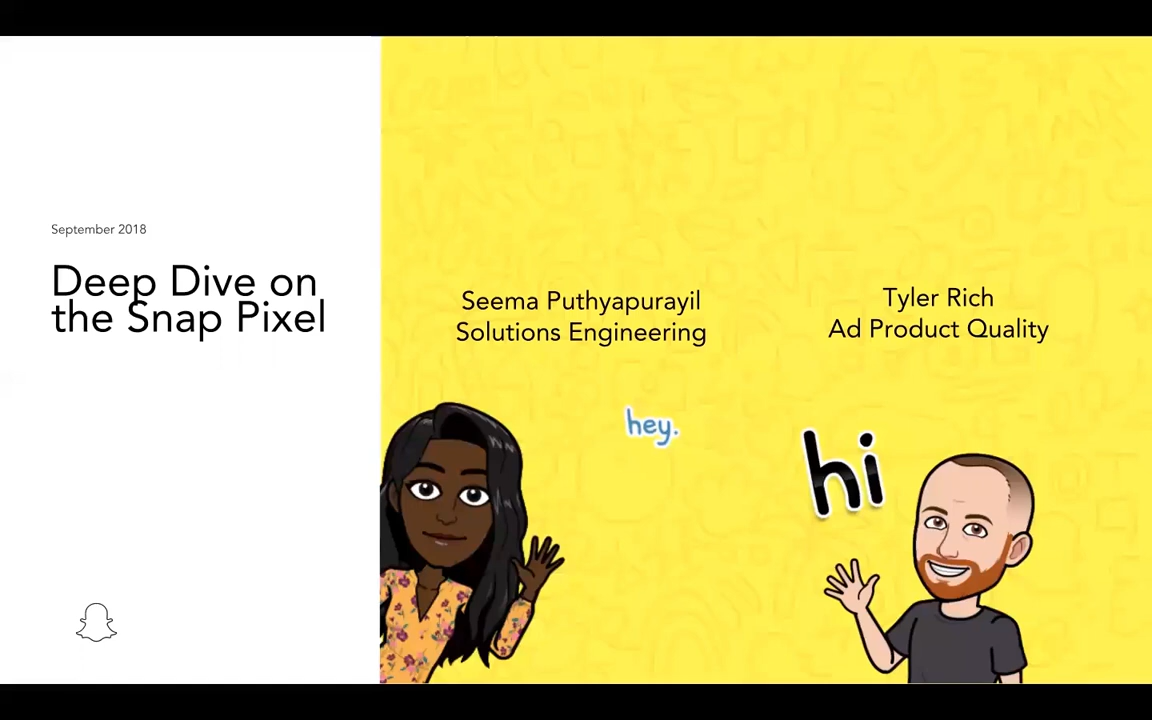 September 2018
Deep Dive on
the Snap Pixel
Seema Puthyapurayil
Solutions Engineering
Tyler Rich
Ad Product Quality
hey.
hi